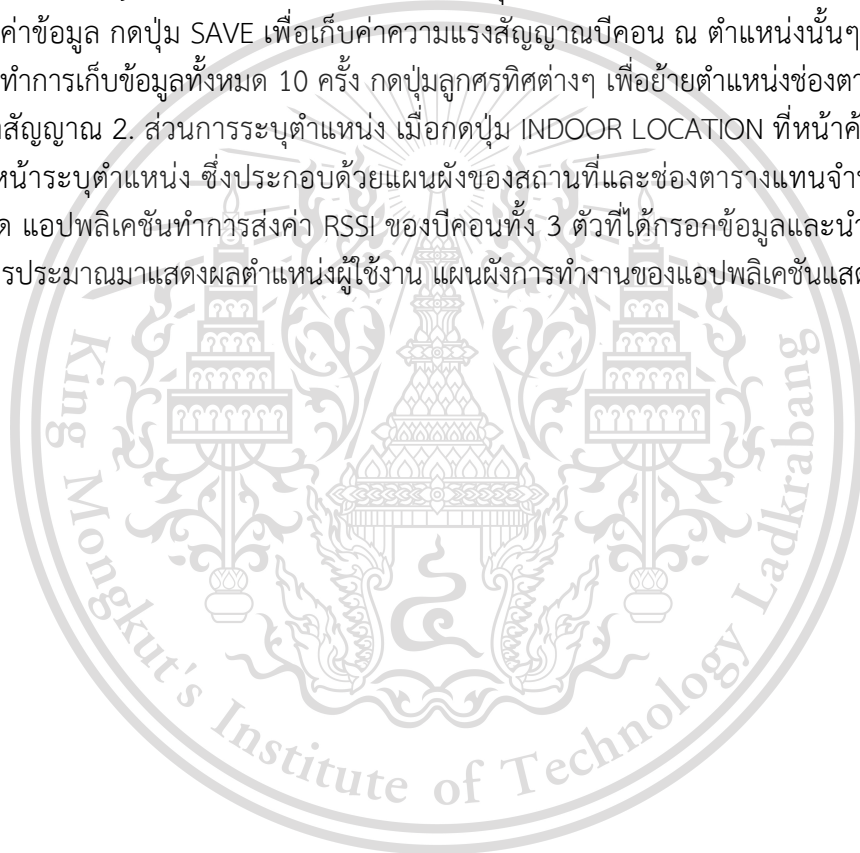 ค่าข้อมูล กดปุ่ม SAVE เพื่อเก็บค่าความแรงสัญญาณบีคอน ณ ตำแหน่งนั้นๆ
ทำการเก็บข้อมูลทั้งหมด 10 ครั้ง กดปุ่มลูกศรทิศต่างๆ เพื่อย้ายตำแหน่งช่องตา
สัญญาณ 2. ส่วนการระบุตำแหน่ง เมื่อกดปุ่ม INDOOR LOCATION ที่หน้า
หน้าระบุตำแหน่ง ซึ่งประกอบด้วยแผนผังของสถานที่และช่องตารางแทนจำ
ด แอปพลิเคชันทำการส่งค่า RSSI ของบีคอนทั้ง 3 ตัวที่ได้กรอกข้อมูลและนำ
รประมาณมาแสดงผลตำแหน่งผู้ใช้งาน แผนผังการทำงานของแอปพลิเคชันแสด
King Mongkut's Institute of Technology Ladkrabang